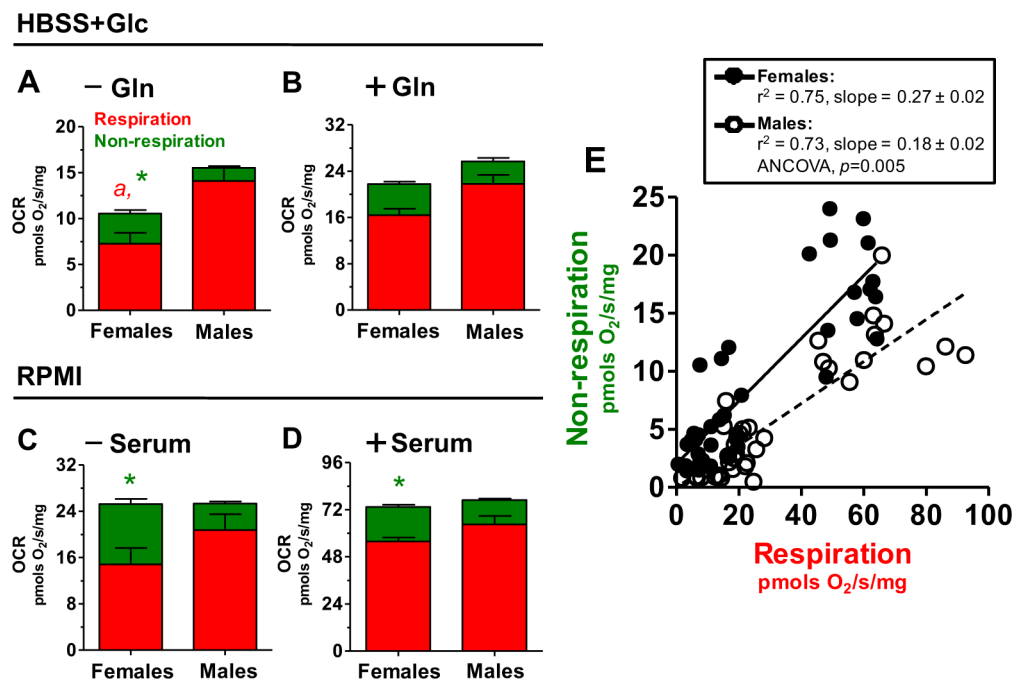 HBSS+Glc
A
− Gln
Respiration
Non-respiration
a, *
OCR
pmols O₂/s/mg
20
15
10
5
0
Females
Males
B
+ Gln
OCR
pmols O₂/s/mg
32
24
16
8
0
Females
Males
RPMI
C
− Serum
*
OCR
pmols O₂/s/mg
32
24
16
8
0
Females
Males
D
+ Serum
*
OCR
pmols O₂/s/mg
96
72
48
24
0
Females
Males
E
Females:
r² = 0.75, slope = 0.27 ± 0.02
Males:
r² = 0.73, slope = 0.18 ± 0.02
ANCOVA, p=0.005
Non-respiration
pmols O₂/s/mg
25
20
15
10
5
0
0 20 40 60 80 100
Respiration
pmols O₂/s/mg